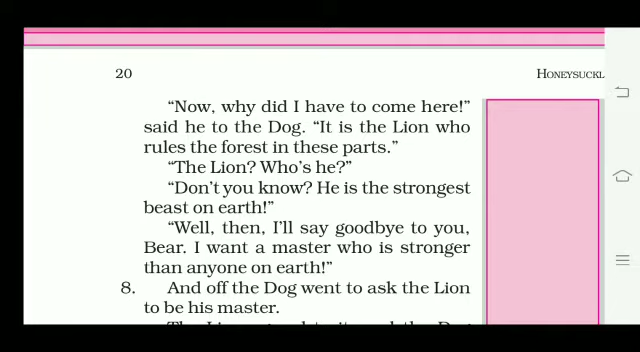 20
HONEYSUCKL
“Now, why did I have to come here!”
said he to the Dog. “It is the Lion who
rules the forest in these parts.”
“The Lion? Who’s he?”
“Don’t you know? He is the strongest
beast on earth!”
“Well, then, I’ll say goodbye to you,
Bear. I want a master who is stronger
than anyone on earth!”
8. And off the Dog went to ask the Lion
to be his master.